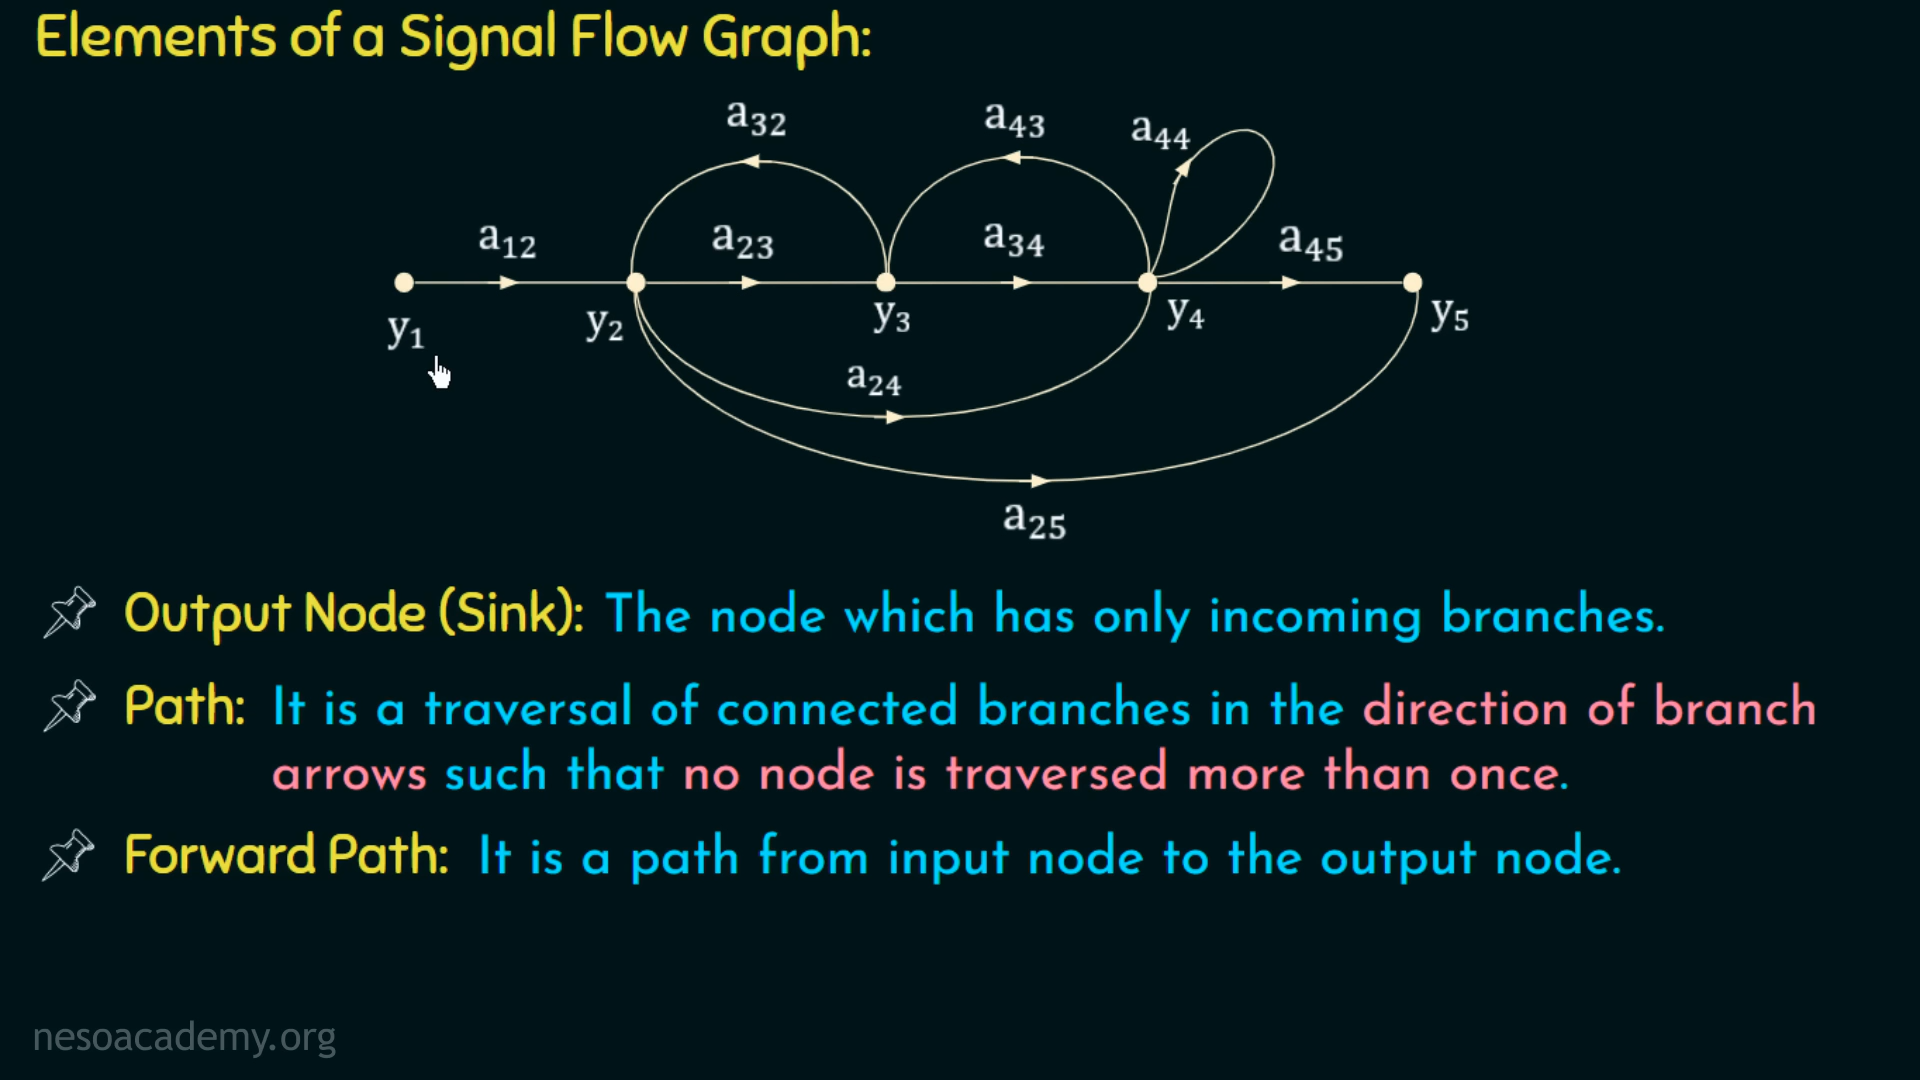 Elements of a Signal Flow Graph:
a32 a43 a44
a12 a23 a34 a45
y1 y2 y3 y4 y5
a24
a25
Output Node (Sink): The node which has only incoming branches.
Path: It is a traversal of connected branches in the direction of branch
arrows such that no node is traversed more than once.
Forward Path: It is a path from input node to the output node.
nesoacademy.org